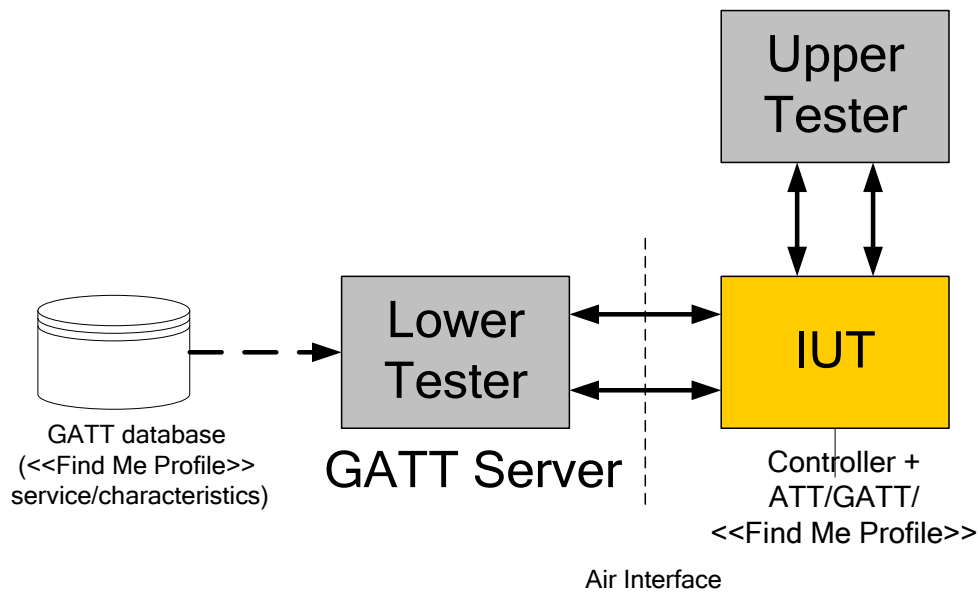 Upper
Tester
Lower
Tester
IUT
GATT database
(<<Find Me Profile>>
service/characteristics)
GATT Server
Controller +
ATT/GATT/
<<Find Me Profile>>
Air Interface